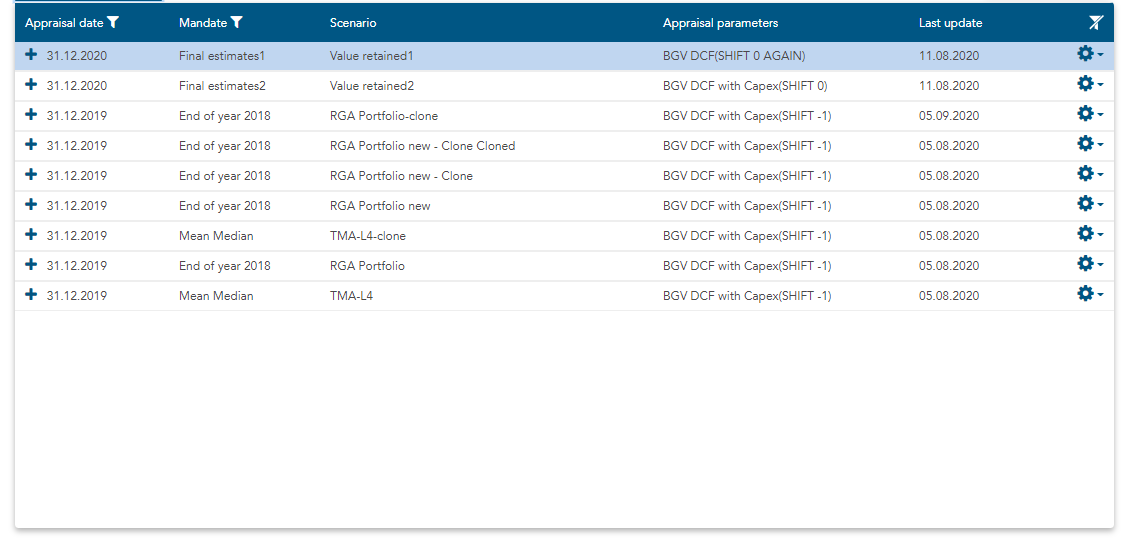 Appraisal date Mandate Scenario Appraisal parameters Last update
31.12.2020 Final estimates1 Value retained1 BGV DCF(SHIFT 0 AGAIN) 11.08.2020
31.12.2020 Final estimates2 Value retained2 BGV DCF with Capex(SHIFT 0) 11.08.2020
31.12.2019 End of year 2018 RGA Portfolio-clone BGV DCF with Capex(SHIFT -1) 05.09.2020
31.12.2019 End of year 2018 RGA Portfolio new - Clone Cloned BGV DCF with Capex(SHIFT -1) 05.08.2020
31.12.2019 End of year 2018 RGA Portfolio new - Clone BGV DCF with Capex(SHIFT -1) 05.08.2020
31.12.2019 End of year 2018 RGA Portfolio new BGV DCF with Capex(SHIFT -1) 05.08.2020
31.12.2019 Mean Median TMA-L4-clone BGV DCF with Capex(SHIFT -1) 05.08.2020
31.12.2019 End of year 2018 RGA Portfolio BGV DCF with Capex(SHIFT -1) 05.08.2020
31.12.2019 Mean Median TMA-L4 BGV DCF with Capex(SHIFT -1) 05.08.2020